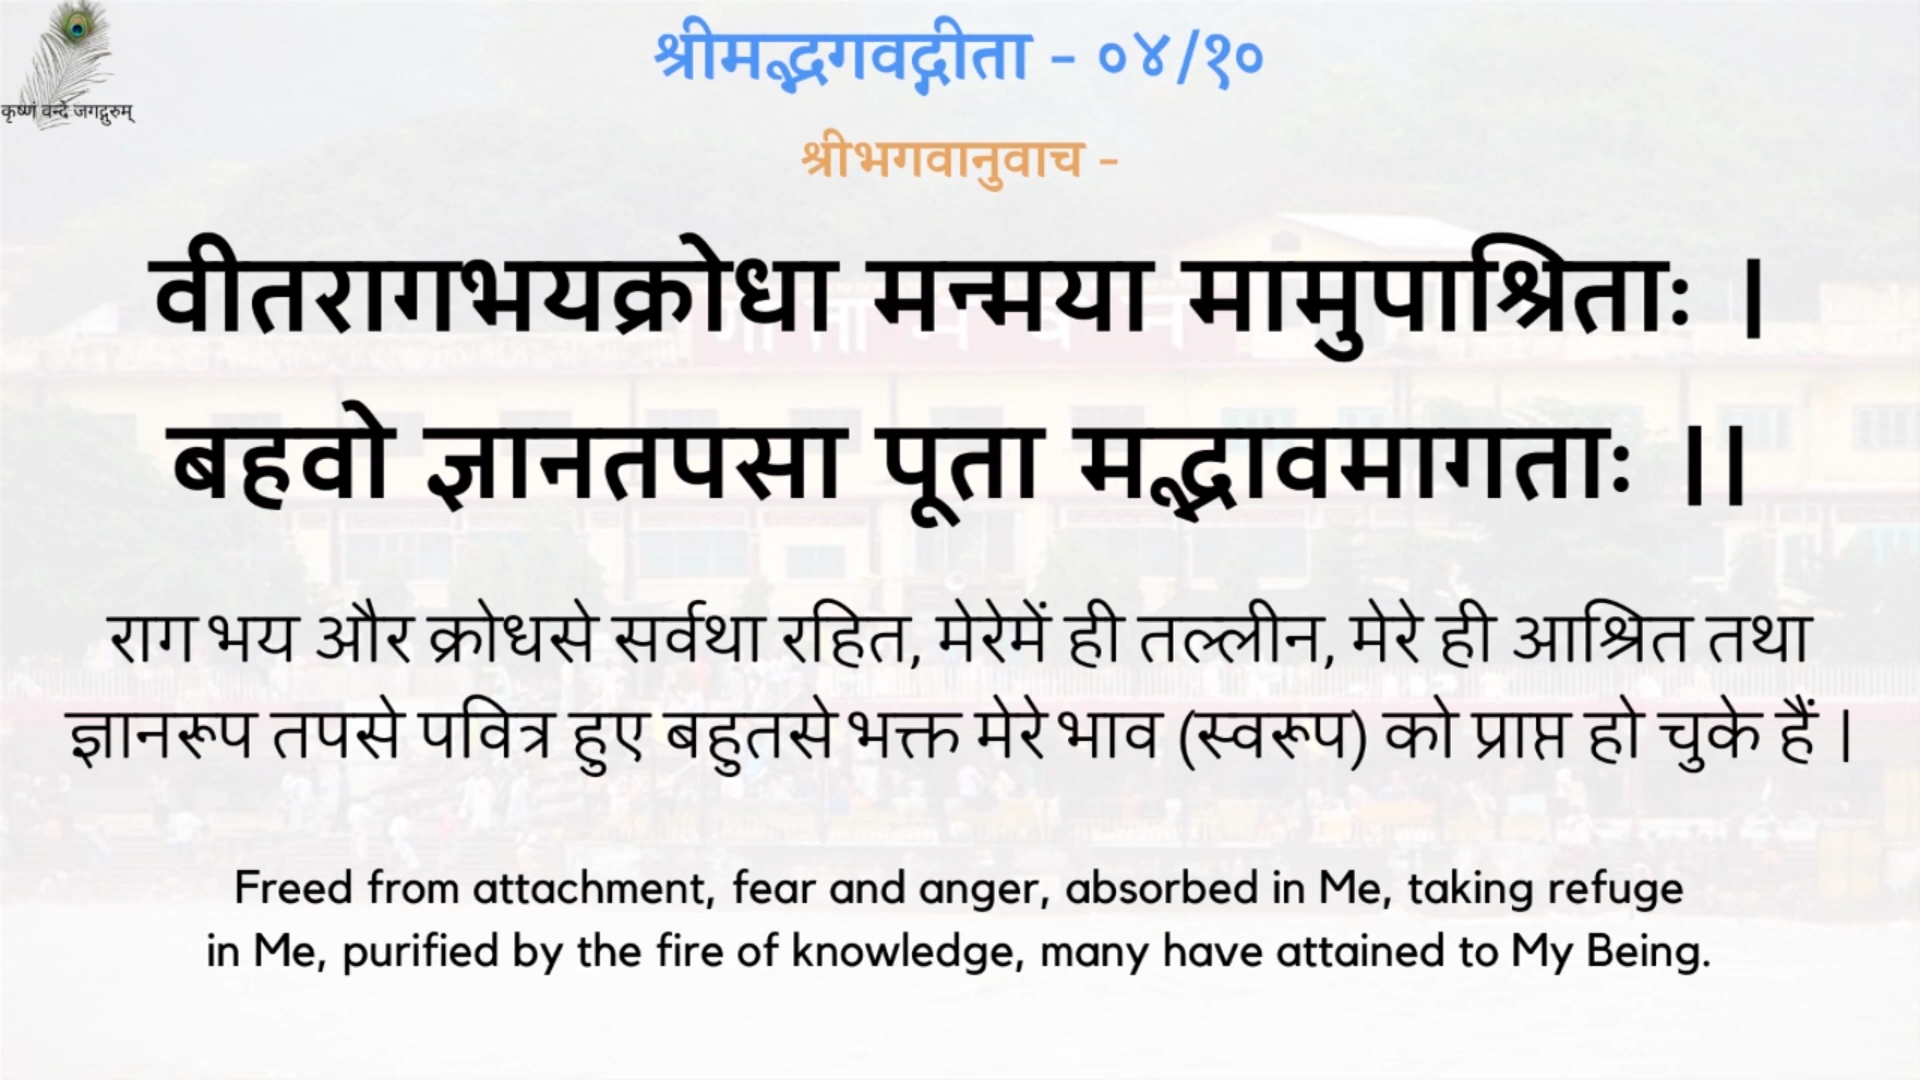 श्रीमद्भगवद्गीता - ०४/१०
कृष्णं वन्दे जगद्गुरुम्
श्रीभगवानुवाच -
वीतरागभयक्रोधा मन्मया मामुपाश्रिताः |
बहवो ज्ञानतपसा पूता मद्भावमागताः ||
राग भय और क्रोधसे सर्वथा रहित, मेरेमें ही तल्लीन, मेरे ही आश्रित तथा
ज्ञानरूप तपसे पवित्र हुए बहुतसे भक्त मेरे भाव (स्वरूप) को प्राप्त हो चुके हैं |
Freed from attachment, fear and anger, absorbed in Me, taking refuge
in Me, purified by the fire of knowledge, many have attained to My Being.